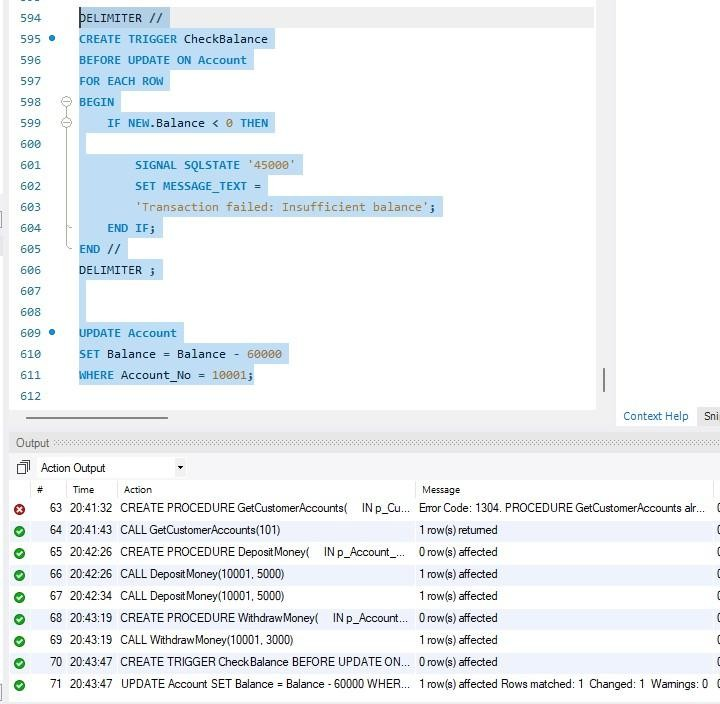 594 DELIMITER //
595 CREATE TRIGGER CheckBalance
596 BEFORE UPDATE ON Account
597 FOR EACH ROW
598 BEGIN
599 IF NEW.Balance < 0 THEN
600
601 SIGNAL SQLSTATE '45000'
602 SET MESSAGE_TEXT =
603 'Transaction failed: Insufficient balance';
604 END IF;
605 END //
606 DELIMITER ;
607
608
609 UPDATE Account
610 SET Balance = Balance - 60000
611 WHERE Account_No = 10001;
612
Context Help Sni
Output
Action Output
# Time Action Message
63 20:41:32 CREATE PROCEDURE GetCustomerAccounts( IN p_Cu... Error Code: 1304. PROCEDURE GetCustomerAccounts alr...
64 20:41:43 CALL GetCustomerAccounts(101) 1 row(s) returned
65 20:42:26 CREATE PROCEDURE DepositMoney( IN p_Account_... 0 row(s) affected
66 20:42:26 CALL DepositMoney(10001, 5000) 1 row(s) affected
67 20:42:34 CALL DepositMoney(10001, 5000) 1 row(s) affected
68 20:43:19 CREATE PROCEDURE WithdrawMoney( IN p_Account... 0 row(s) affected
69 20:43:19 CALL WithdrawMoney(10001, 3000) 1 row(s) affected
70 20:43:47 CREATE TRIGGER CheckBalance BEFORE UPDATE ON... 0 row(s) affected
71 20:43:47 UPDATE Account SET Balance = Balance - 60000 WHER... 1 row(s) affected Rows matched: 1 Changed: 1 Warnings: 0